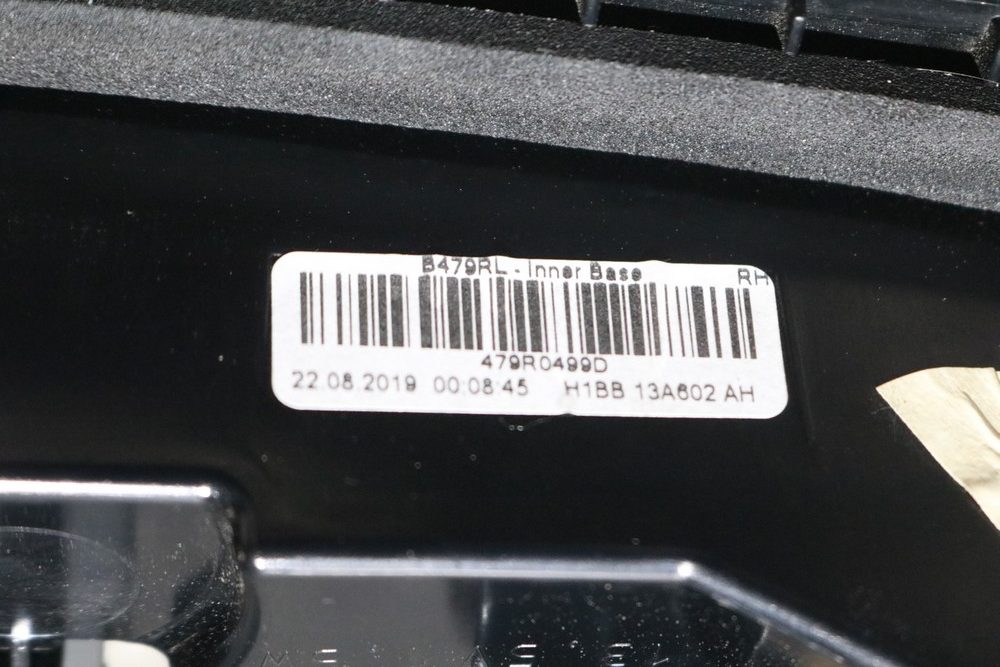 B479RL - Inner Base RH
479R0499D
22.08.2019 00:08:45 H1BB 13A602 AH